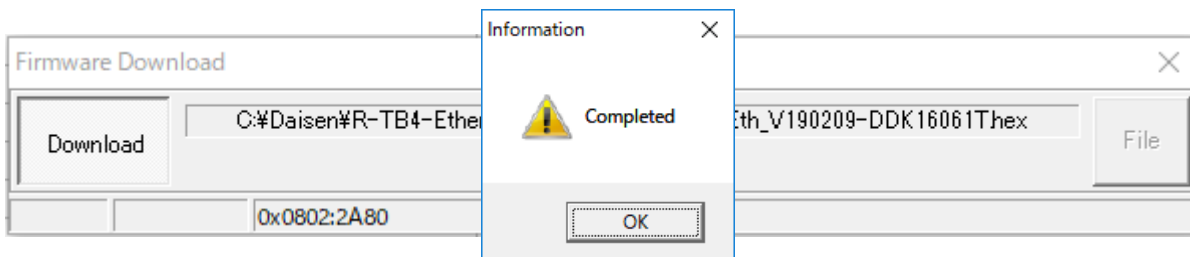 Information
Firmware Download
Download
C:¥Daisen¥R-TB4-Ether
Eth_V190209-DDK16061T.hex
File
Completed
0x0802:2A80
OK